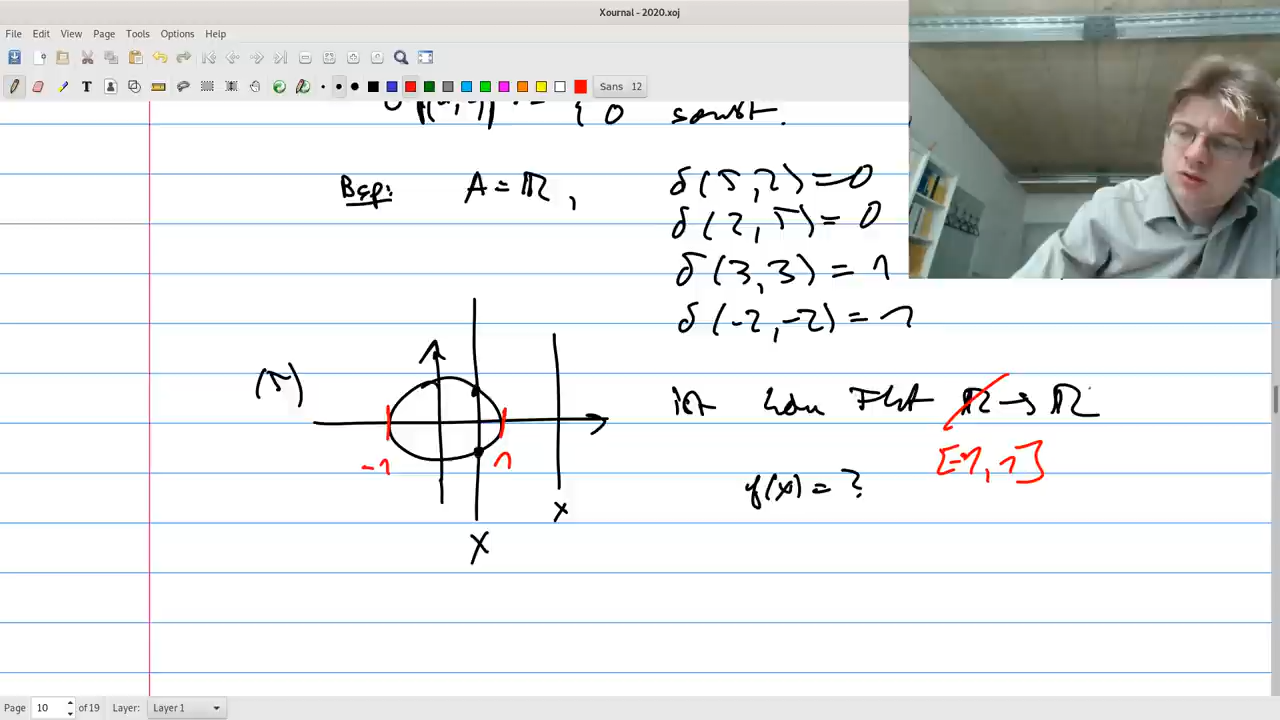 Xournal - 2020.xoj
File Edit View Page Tools Options Help
Sans 12
{ 0 sonst.
Bsp: A = ℝ,
δ(5,2) = 0
δ(2,5) = 0
δ(3,3) = 1
δ(-2,-2) = 1
(5)
ist kein Fkt ℝ → ℝ
-1 1
[-1, 1]
f(x) = ?
x
x
Page 10 of 19 Layer: Layer 1